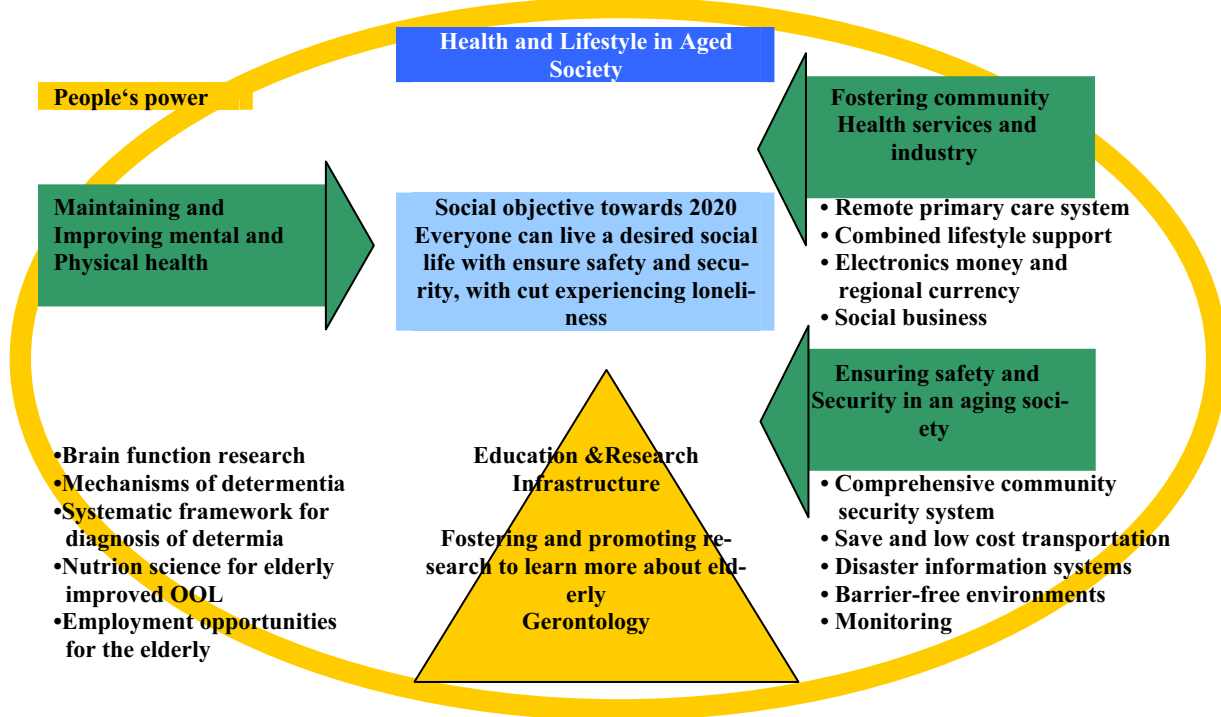 Health and Lifestyle in Aged
Society
People‘s power
Maintaining and
Improving mental and
Physical health
Social objective towards 2020
Everyone can live a desired social
life with ensure safety and secu-
rity, with cut experiencing loneli-
ness
Fostering community
Health services and
industry
• Remote primary care system
• Combined lifestyle support
• Electronics money and
regional currency
• Social business
Ensuring safety and
Security in an aging soci-
ety
• Comprehensive community
security system
• Save and low cost transportation
• Disaster information systems
• Barrier-free environments
• Monitoring
•Brain function research
•Mechanisms of determentia
•Systematic framework for
diagnosis of determia
•Nutrion science for elderly
improved OOL
•Employment opportunities
for the elderly
Education &Research
Infrastructure
Fostering and promoting re-
search to learn more about eld-
erly
Gerontology